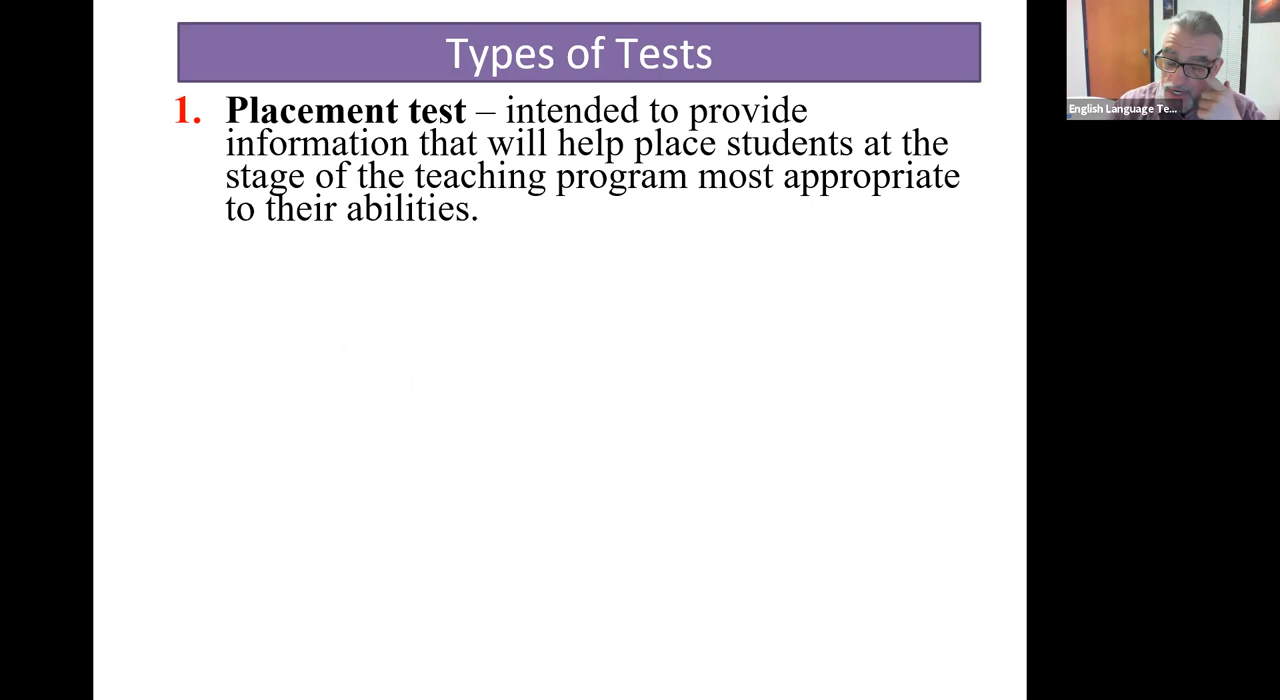 Types of Tests
1. Placement test – intended to provide
information that will help place students at the
stage of the teaching program most appropriate
to their abilities.
English Language Te...